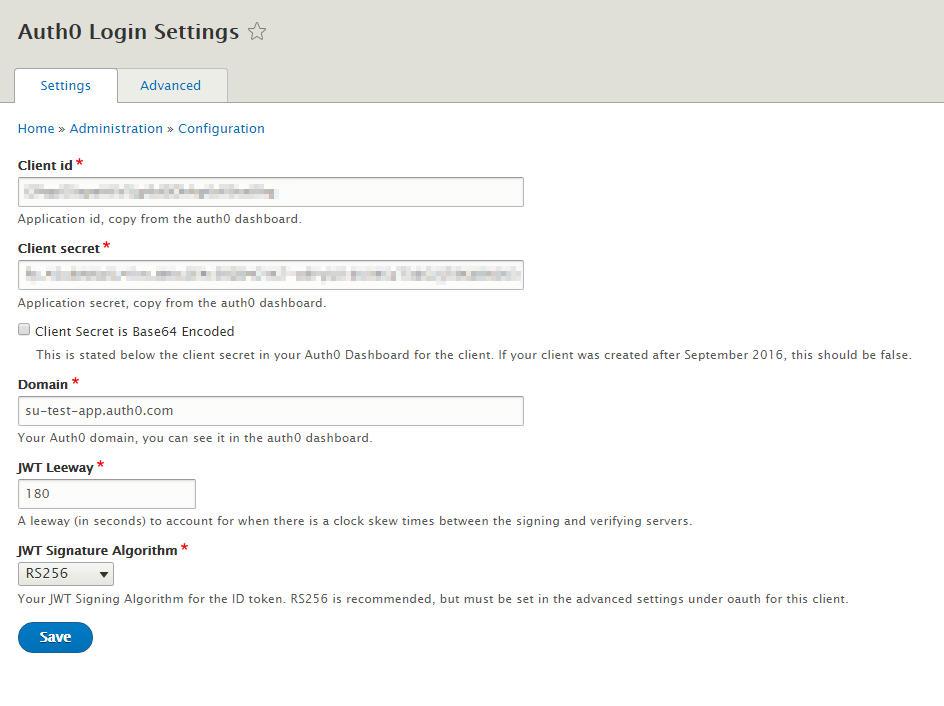 Auth0 Login Settings
Settings Advanced
Home » Administration » Configuration
Client id *
Application id, copy from the auth0 dashboard.
Client secret *
Application secret, copy from the auth0 dashboard.
Client Secret is Base64 Encoded
This is stated below the client secret in your Auth0 Dashboard for the client. If your client was created after September 2016, this should be false.
Domain *
su-test-app.auth0.com
Your Auth0 domain, you can see it in the auth0 dashboard.
JWT Leeway *
180
A leeway (in seconds) to account for when there is a clock skew times between the signing and verifying servers.
JWT Signature Algorithm *
RS256
Your JWT Signing Algorithm for the ID token. RS256 is recommended, but must be set in the advanced settings under oauth for this client.
Save